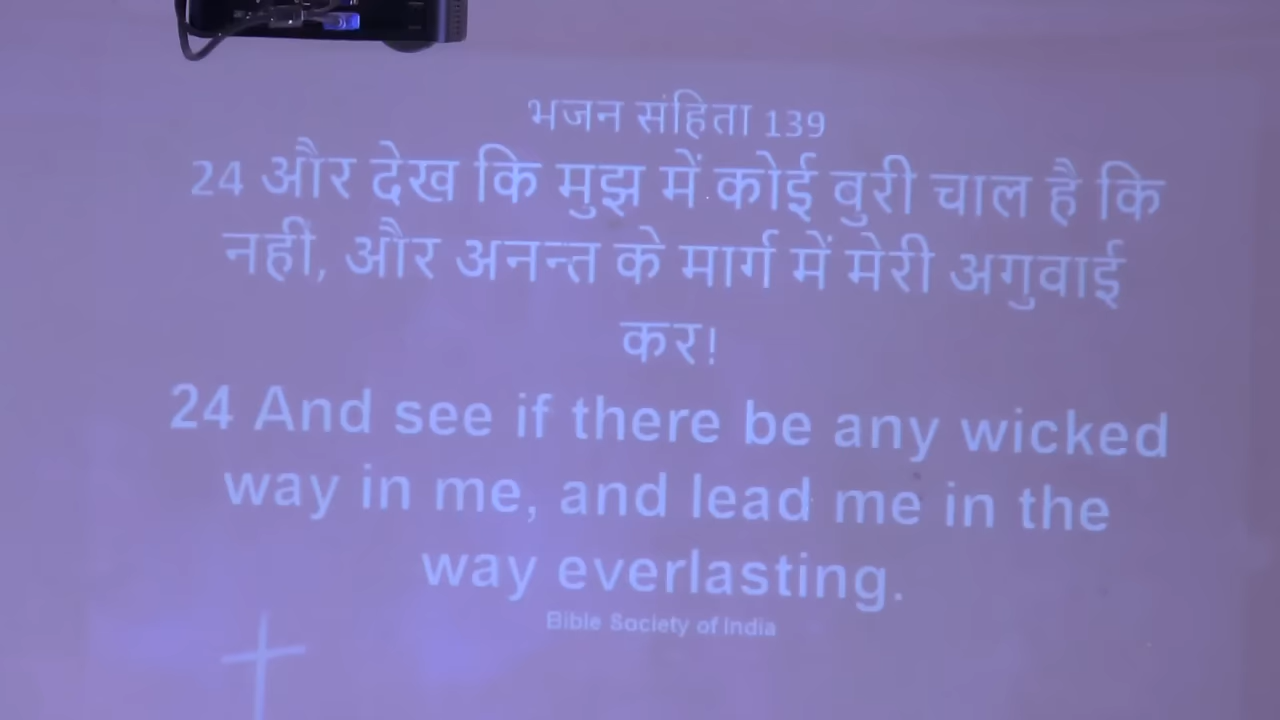 भजन संहिता 139
24 और देख कि मुझ में कोई वुरी चाल है कि
नही, और अनन्त के मार्ग में मेरी अगुवाई
कर!
24 And see if there be any wicked
way in me, and lead me in the
way everlasting.
Bible Society of India